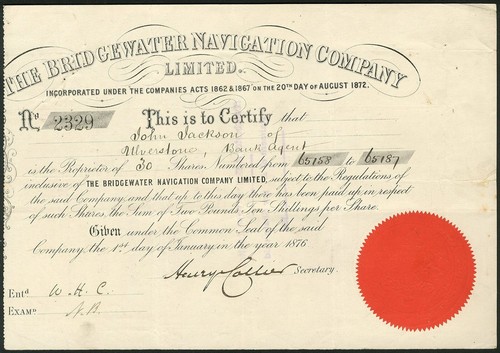 THE BRIDGEWATER NAVIGATION COMPANY
LIMITED.
INCORPORATED UNDER THE COMPANIES ACTS 1862 & 1867 ON THE 20TH DAY OF AUGUST 1872.
No 2329 This is to Certify that
John Jackson of
Ulverstone, Bank Agent
is the Proprietor of 30 Shares Numbered from 65158 to 65187
inclusive of THE BRIDGEWATER NAVIGATION COMPANY LIMITED, subject to the Regulations of
the said Company and that up to this day there has been paid up in respect
of such Shares, the Sum of Two Pounds Ten Shillings per Share.
Given under the Common Seal of the said
Company, the 1st day of January in the year 1876
Henry Collier Secretary.
Entd. W. H. C.
Examd. N.B.